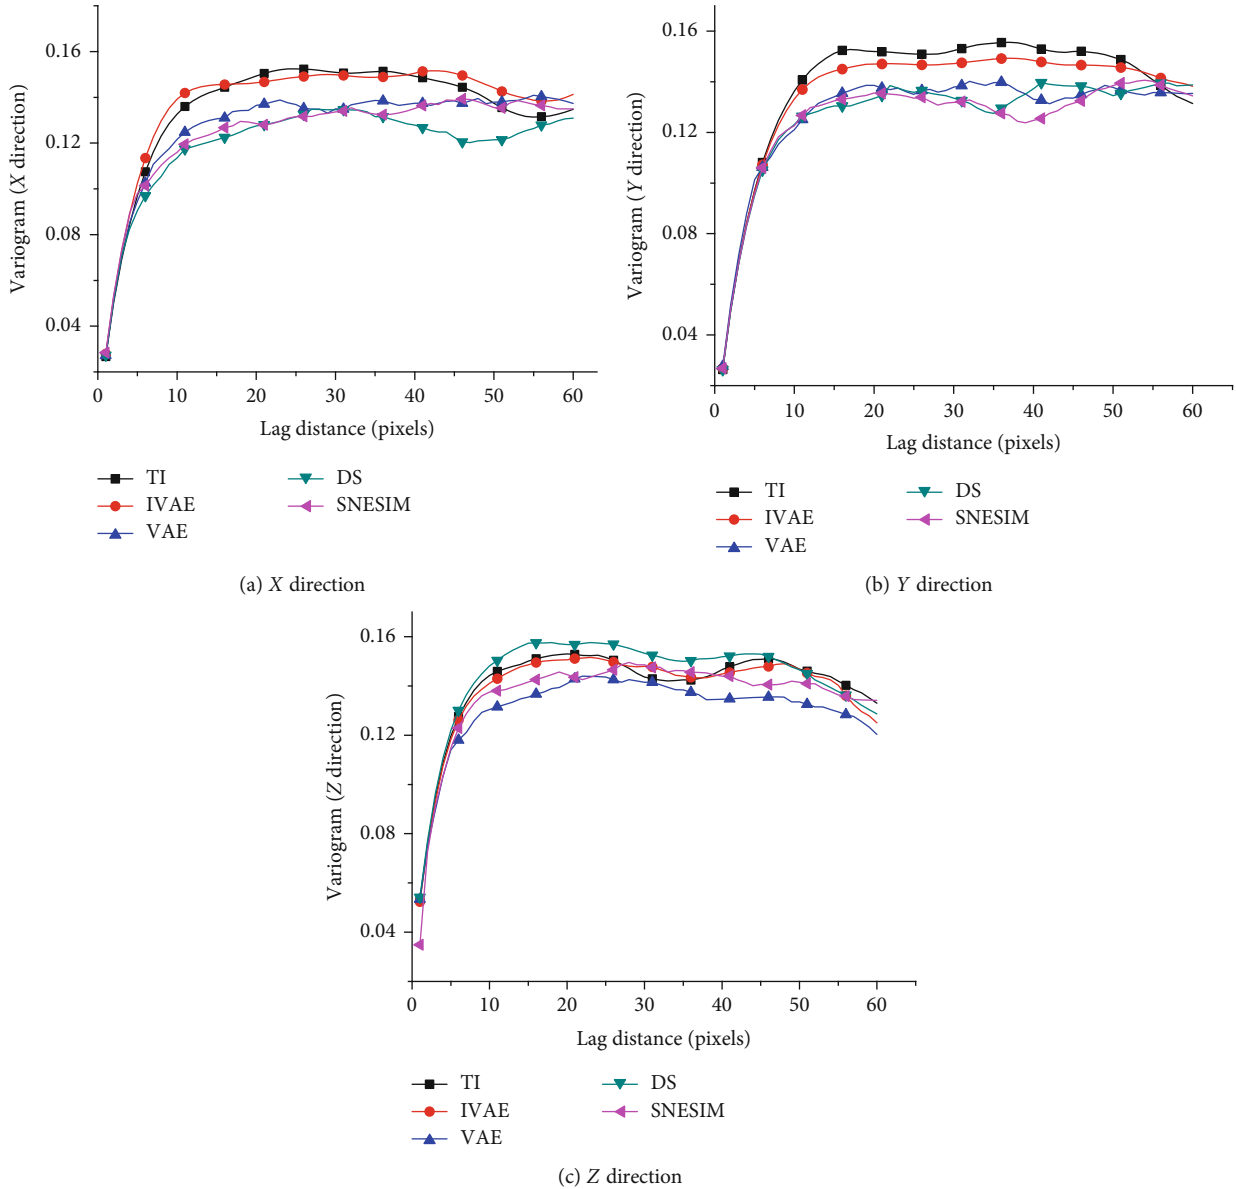 0.16
0.12
0.08
0.04
Variogram (X direction)
0 10 20 30 40 50 60
Lag distance (pixels)
TI
IVAE
VAE
DS
SNESIM
(a) X direction
0.16
0.12
0.08
0.04
Variogram (Y direction)
0 10 20 30 40 50 60
Lag distance (pixels)
TI
IVAE
VAE
DS
SNESIM
(b) Y direction
0.16
0.12
0.08
0.04
Variogram (Z direction)
0 10 20 30 40 50 60
Lag distance (pixels)
TI
IVAE
VAE
DS
SNESIM
(c) Z direction